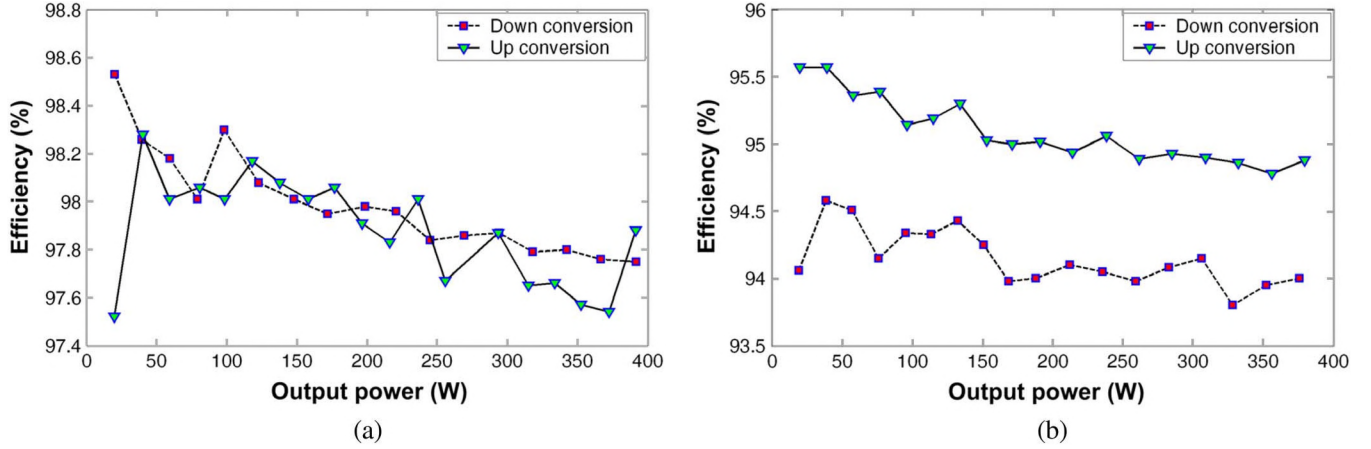 98.8
98.6
98.4
98.2
98
97.8
97.6
97.4
0 50 100 150 200 250 300 350 400
Efficiency (%)
Output power (W)
Down conversion
Up conversion
(a)
96
95.5
95
94.5
94
93.5
0 50 100 150 200 250 300 350 400
Efficiency (%)
Output power (W)
Down conversion
Up conversion
(b)